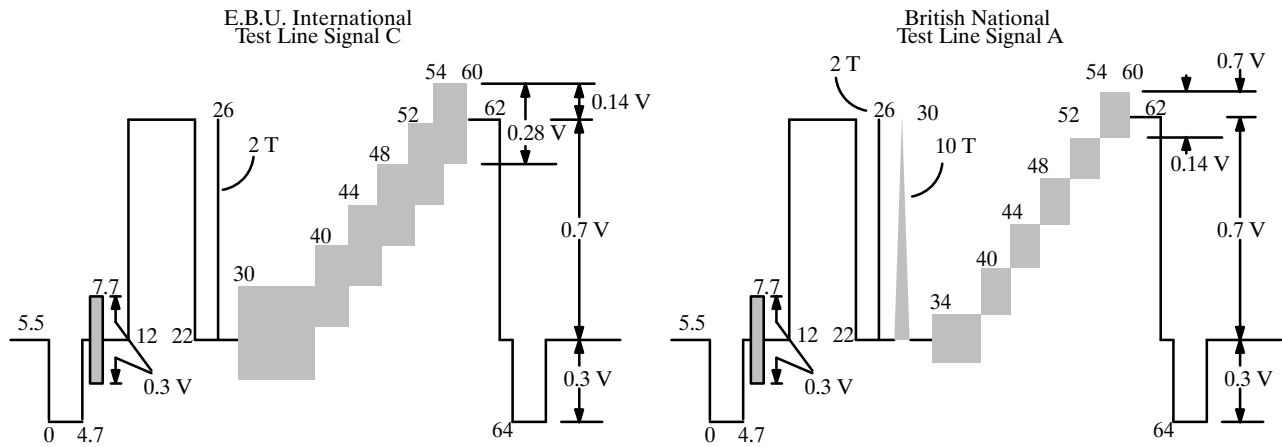 E.B.U. International
Test Line Signal C
54 60
26
52
62
0.14 V
0.28 V
2 T
48
44
40
0.7 V
30
7.7
5.5
12
22
0.3 V
0.3 V
0 4.7
64
British National
Test Line Signal A
54 60
0.7 V
2 T
26
30
52
62
10 T
48
0.14 V
44
40
0.7 V
34
7.7
5.5
12
22
0.3 V
0.3 V
0 4.7
64